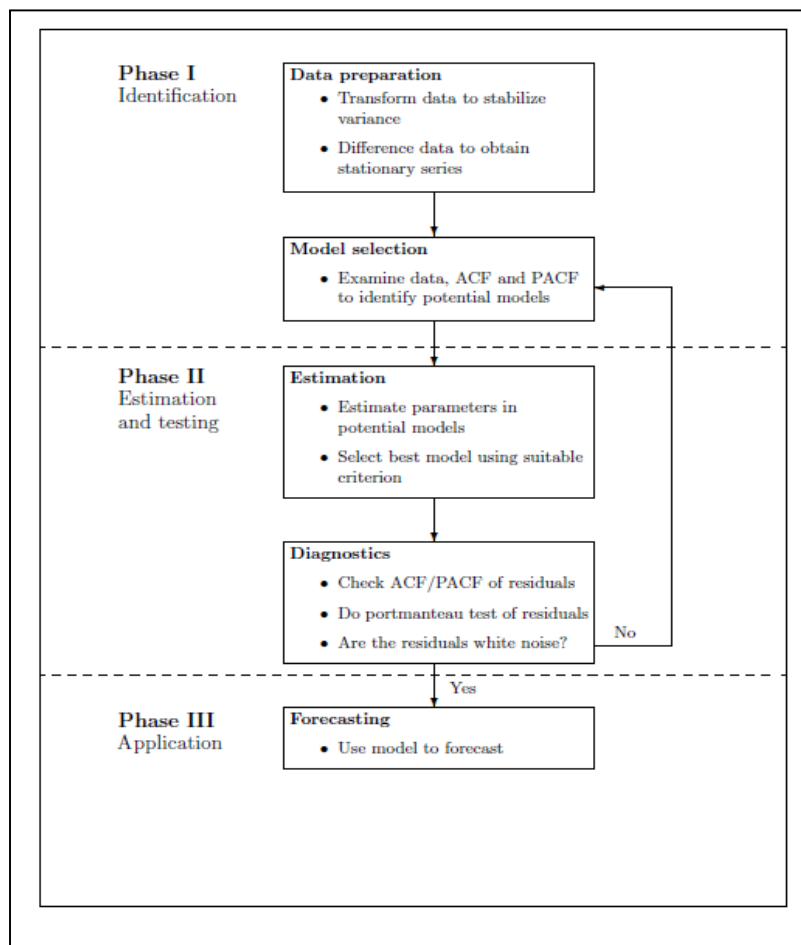 Phase I
Identification
Data preparation
• Transform data to stabilize
variance
• Difference data to obtain
stationary series
Model selection
• Examine data, ACF and PACF
to identify potential models
Phase II
Estimation
and testing
Estimation
• Estimate parameters in
potential models
• Select best model using suitable
criterion
Diagnostics
• Check ACF/PACF of residuals
• Do portmanteau test of residuals
• Are the residuals white noise?
No
Yes
Phase III
Application
Forecasting
• Use model to forecast